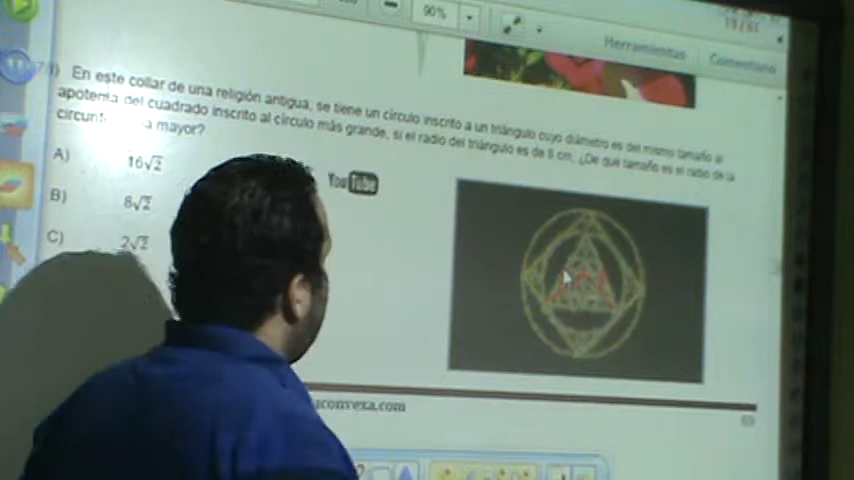 90%
Herramientas
Comentario
En este collar de una religión antigua, se tiene un círculo inscrito a un triángulo cuyo diámetro es del mismo tamaño al
apotema del cuadrado inscrito al círculo más grande, si el radio del triángulo es de 8 cm. ¿De qué tamaño es el radio de la
mayor?
A) 16√2
B) 8√2
C) 2√2
YouTube
convexa.com